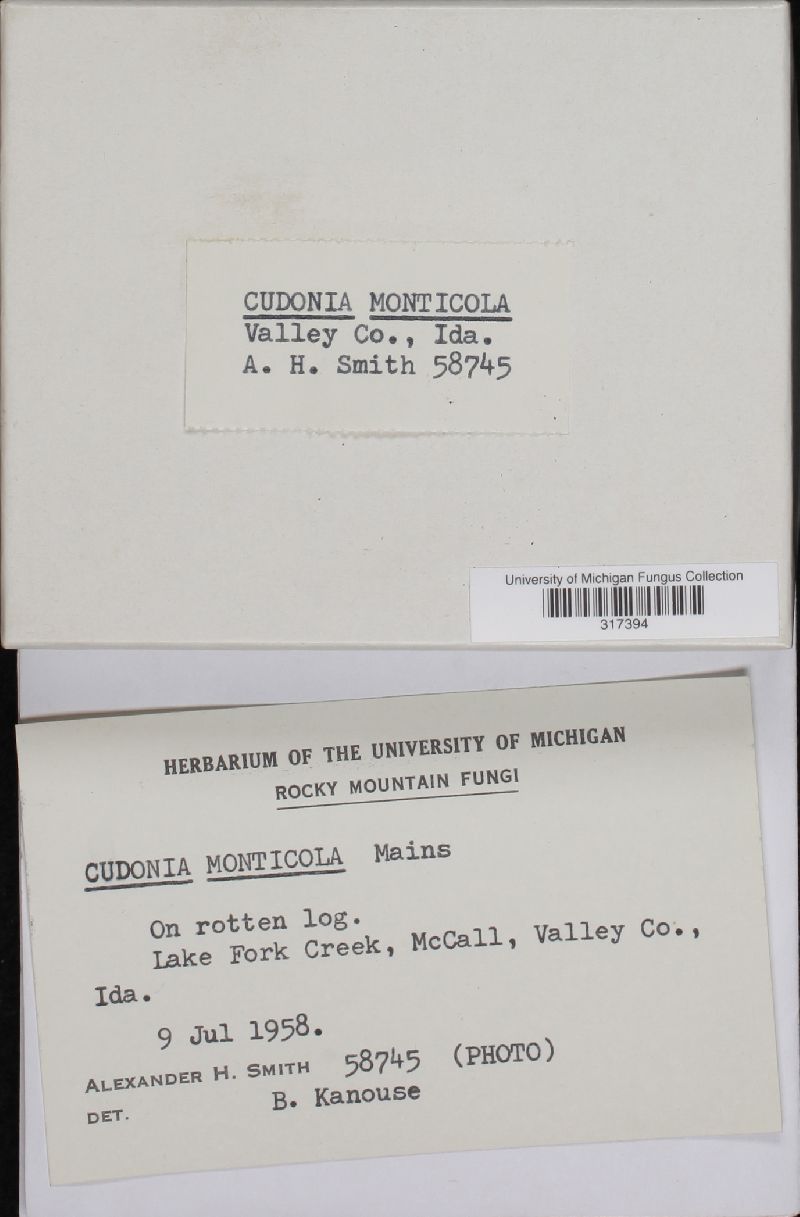 CUDONIA MONTICOLA
Valley Co., Ida.
A. H. Smith 58745
University of Michigan Fungus Collection
317394
HERBARIUM OF THE UNIVERSITY OF MICHIGAN
ROCKY MOUNTAIN FUNGI
CUDONIA MONTICOLA Mains
On rotten log.
Lake Fork Creek, McCall, Valley Co.,
Ida.
9 Jul 1958.
ALEXANDER H. SMITH 58745 (PHOTO)
DET. B. Kanouse